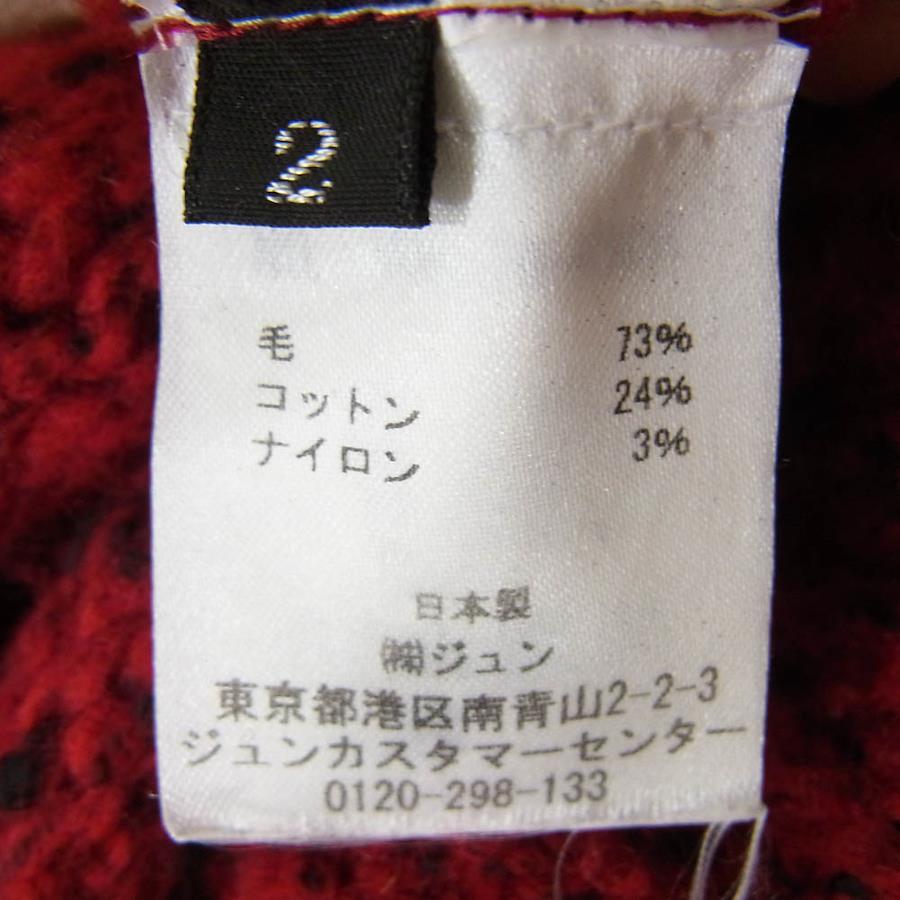 2
毛 73%
コットン 24%
ナイロン 3%
日本製
㈱ジュン
東京都港区南青山2-2-3
ジュンカスタマーセンター
0120-298-133